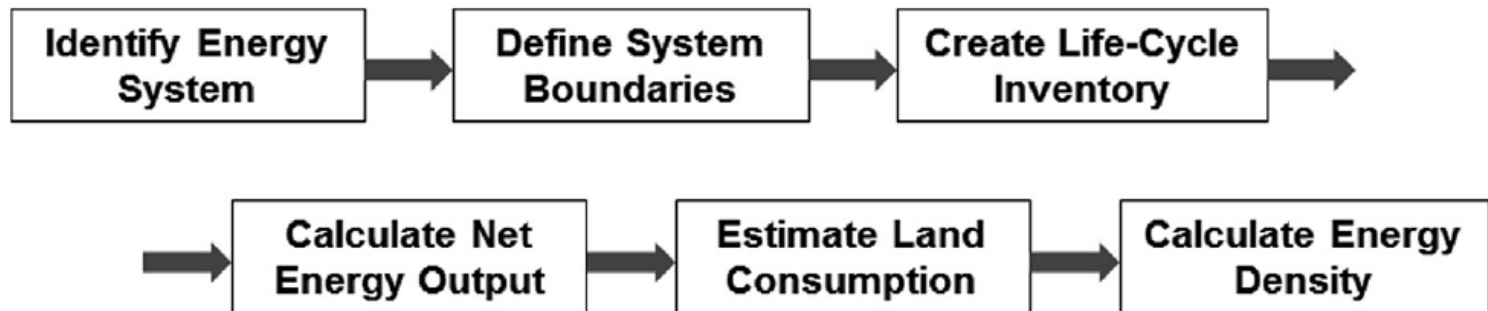 Identify Energy
System
Define System
Boundaries
Create Life-Cycle
Inventory
Calculate Net
Energy Output
Estimate Land
Consumption
Calculate Energy
Density